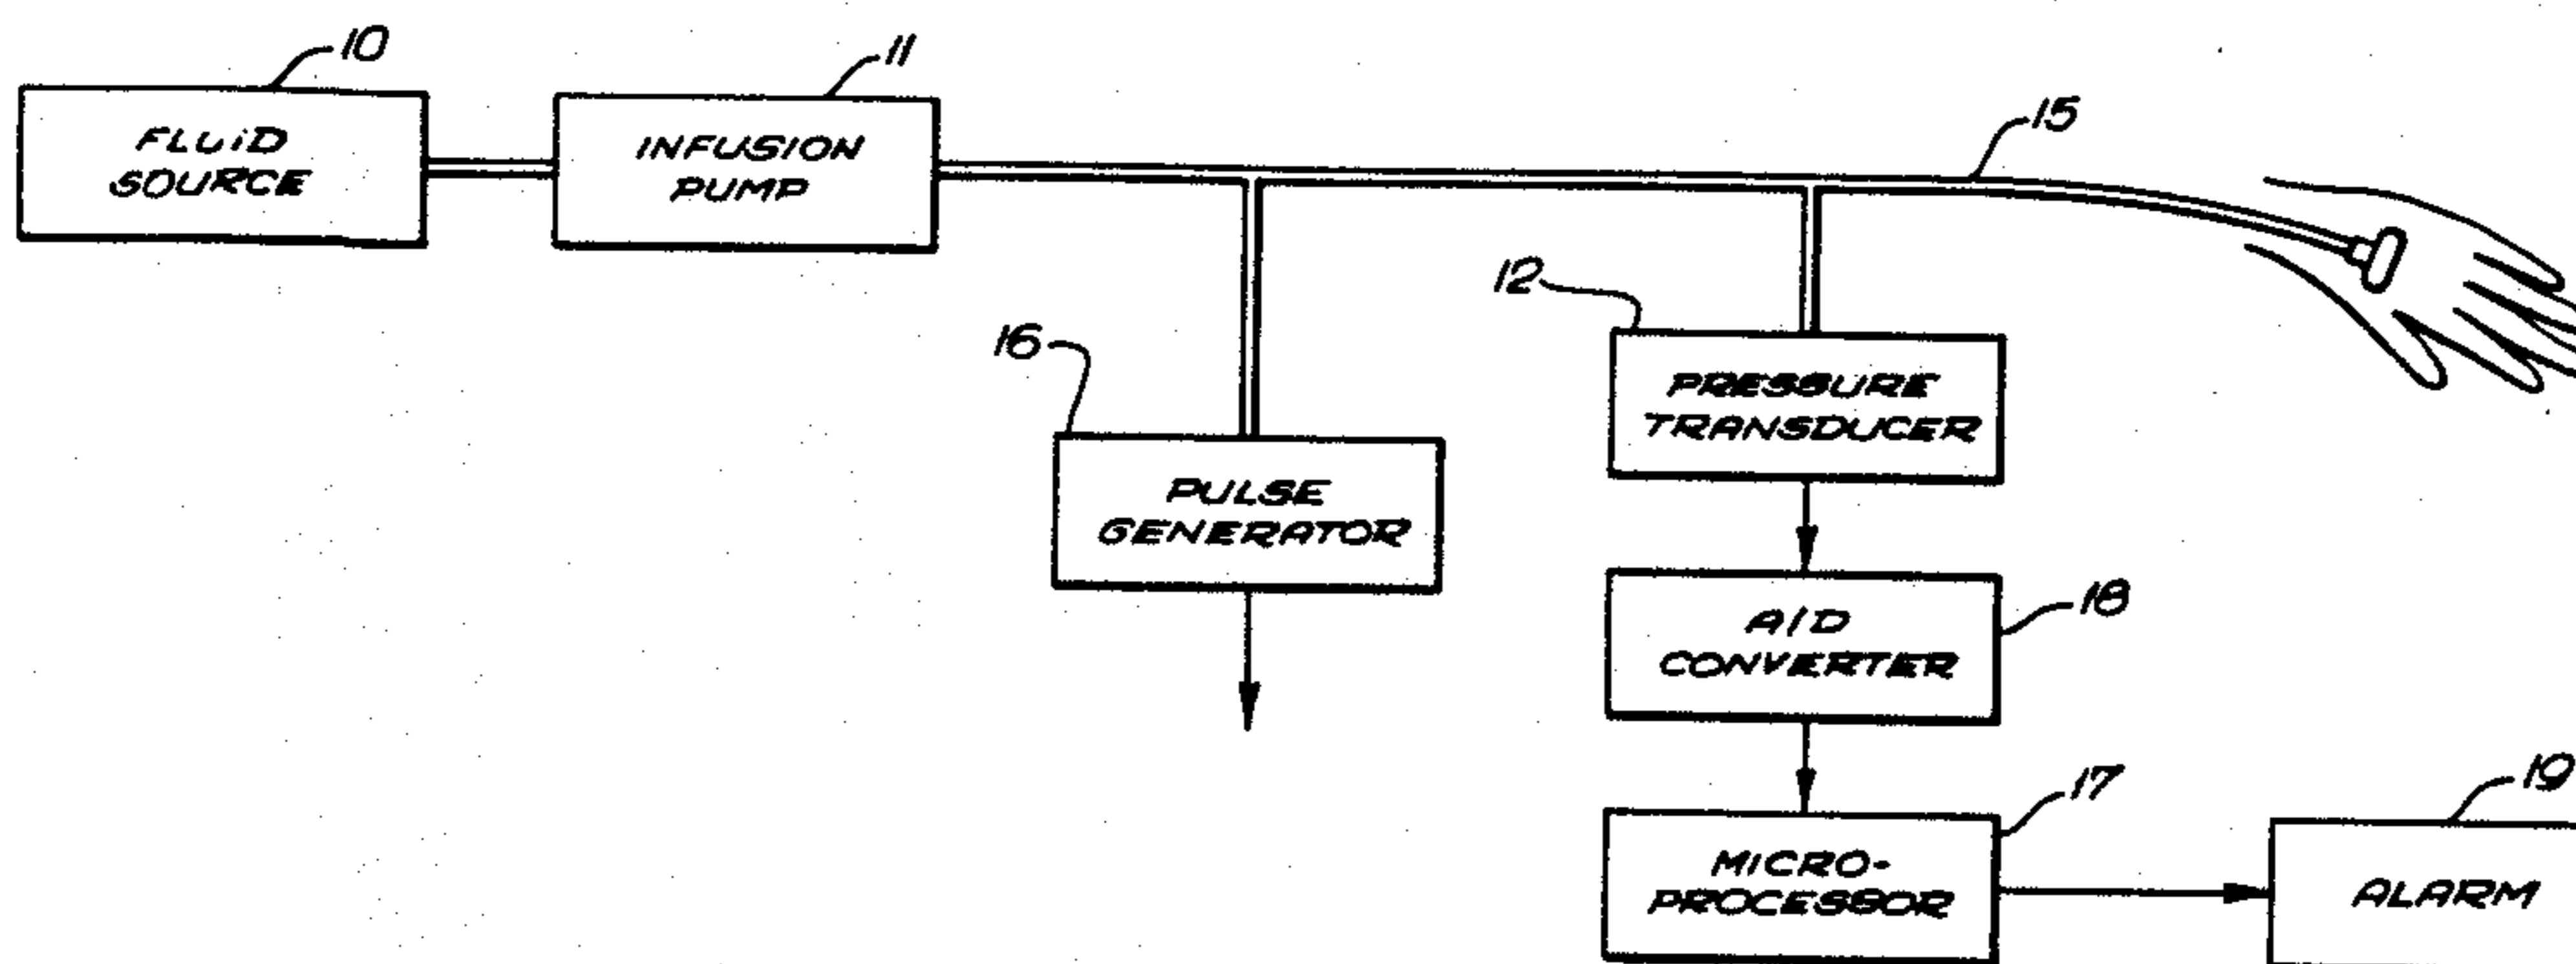 10
11
FLUID
SOURCE
INFUSION
PUMP
15
12
16
PRESSURE
TRANSDUCER
PULSE
GENERATOR
A/D
CONVERTER
18
17
19
MICRO-
PROCESSOR
ALARM